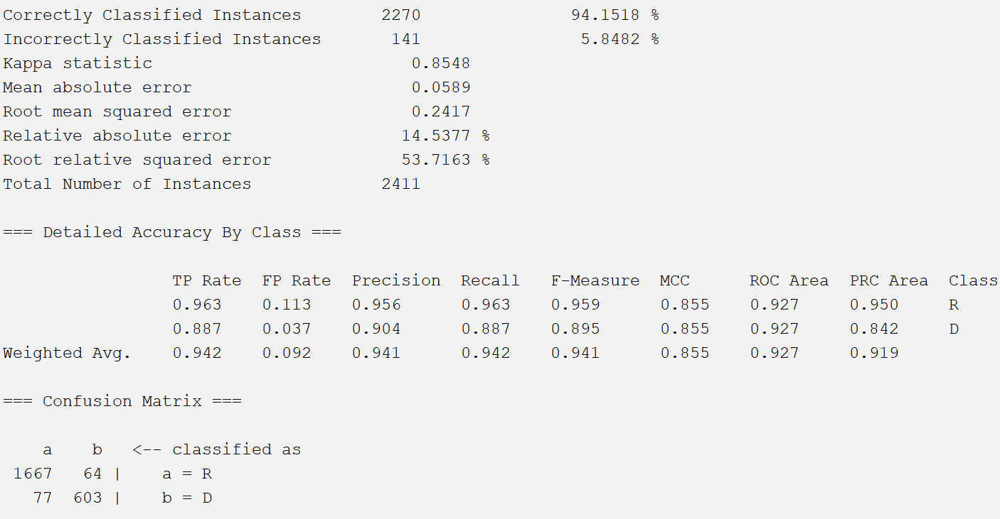 Correctly Classified Instances        2270               94.1518 %
Incorrectly Classified Instances       141                5.8482 %
Kappa statistic                          0.8548
Mean absolute error                      0.0589
Root mean squared error                  0.2417
Relative absolute error                 14.5377 %
Root relative squared error             53.7163 %
Total Number of Instances             2411
=== Detailed Accuracy By Class ===
                 TP Rate  FP Rate  Precision  Recall   F-Measure  MCC      ROC Area  PRC Area  Class
                 0.963    0.113    0.956      0.963    0.959      0.855    0.927     0.950     R
                 0.887    0.037    0.904      0.887    0.895      0.855    0.927     0.842     D
Weighted Avg.    0.942    0.092    0.941      0.942    0.941      0.855    0.927     0.919
=== Confusion Matrix ===
    a    b   <-- classified as
 1667   64 |    a = R
   77  603 |    b = D